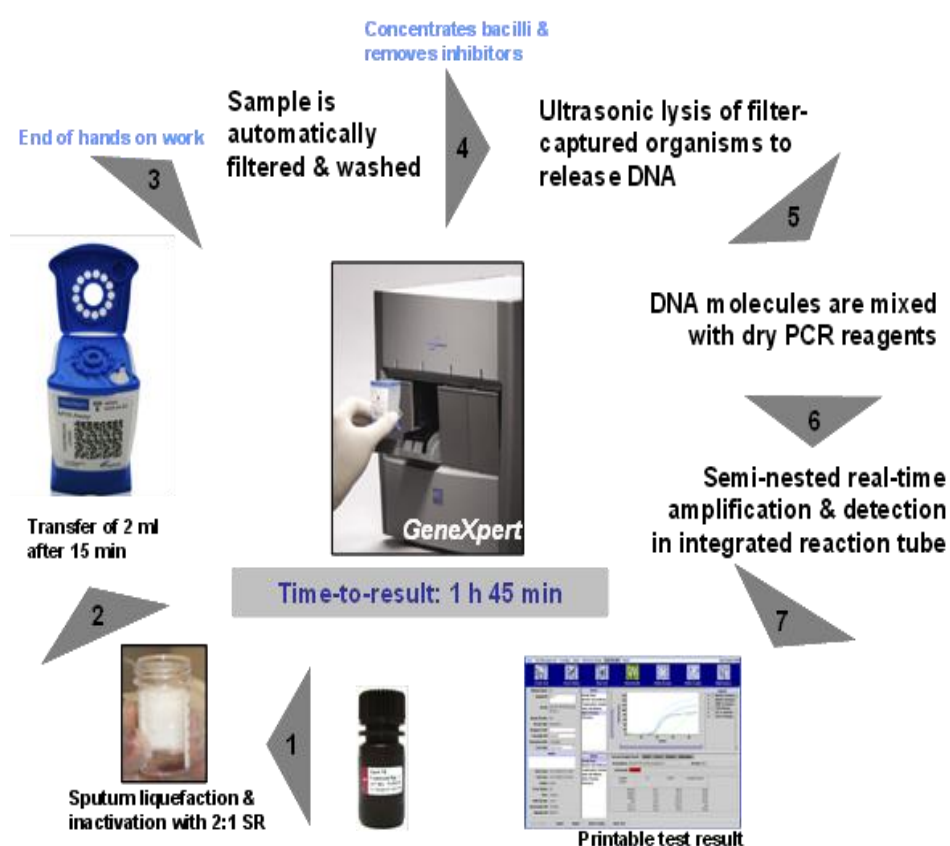 Concentrates bacilli &
removes inhibitors
Sample is
automatically
filtered & washed
4
Ultrasonic lysis of filter-
captured organisms to
release DNA
End of hands on work
3
5
DNA molecules are mixed
with dry PCR reagents
6
Semi-nested real-time
amplification & detection
in integrated reaction tube
GeneXpert
Transfer of 2 ml
after 15 min
Time-to-result: 1 h 45 min
2
7
1
Sputum liquefaction &
inactivation with 2:1 SR
Printable test result